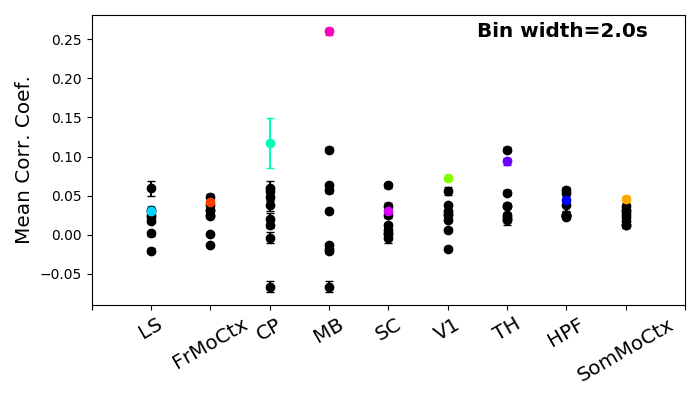 Bin width=2.0s
Mean Corr. Coef.
0.25
0.20
0.15
0.10
0.05
0.00
−0.05
LS
FrMoCtx
CP
MB
SC
V1
TH
HPF
SomMoCtx